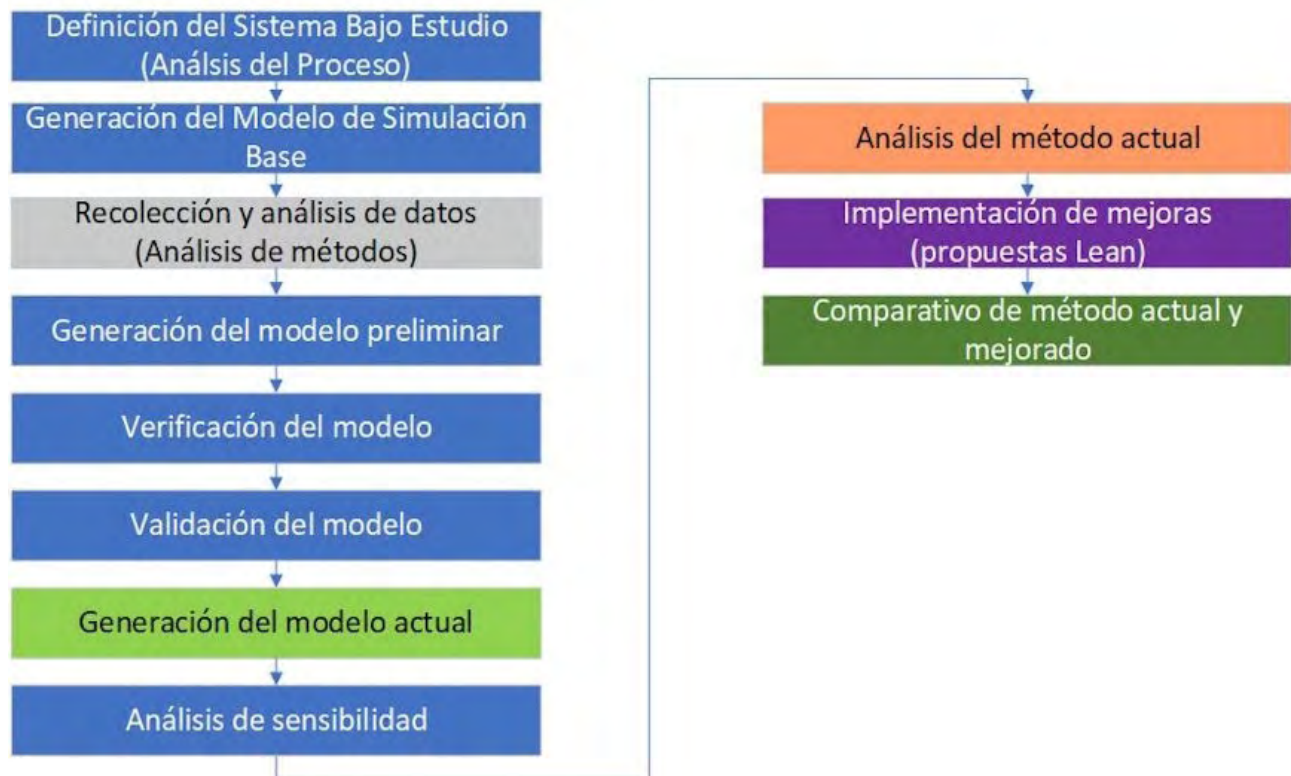 Definición del Sistema Bajo Estudio
(Análsis del Proceso)
Generación del Modelo de Simulación
Base
Recolección y análisis de datos
(Análisis de métodos)
Generación del modelo preliminar
Verificación del modelo
Validación del modelo
Generación del modelo actual
Análisis de sensibilidad
Análisis del método actual
Implementación de mejoras
(propuestas Lean)
Comparativo de método actual y
mejorado